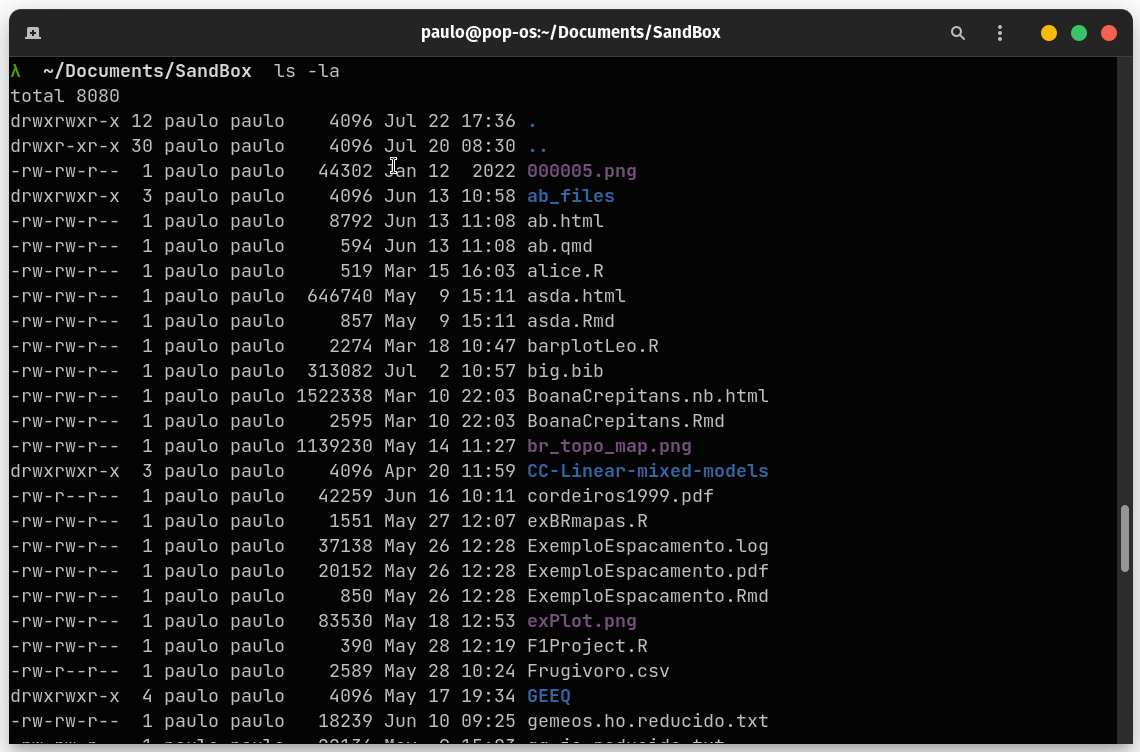 paulo@pop-os:~/Documents/SandBox
λ  ~/Documents/SandBox  ls -la
total 8080
drwxrwxr-x 12 paulo paulo    4096 Jul 22 17:36 .
drwxr-xr-x 30 paulo paulo    4096 Jul 20 08:30 ..
-rw-rw-r--  1 paulo paulo   44302 Jan 12  2022 000005.png
drwxrwxr-x  3 paulo paulo    4096 Jun 13 10:58 ab_files
-rw-rw-r--  1 paulo paulo    8792 Jun 13 11:08 ab.html
-rw-rw-r--  1 paulo paulo     594 Jun 13 11:08 ab.qmd
-rw-rw-r--  1 paulo paulo     519 Mar 15 16:03 alice.R
-rw-rw-r--  1 paulo paulo  646740 May  9 15:11 asda.html
-rw-rw-r--  1 paulo paulo     857 May  9 15:11 asda.Rmd
-rw-rw-r--  1 paulo paulo    2274 Mar 18 10:47 barplotLeo.R
-rw-rw-r--  1 paulo paulo  313082 Jul  2 10:57 big.bib
-rw-rw-r--  1 paulo paulo 1522338 Mar 10 22:03 BoanaCrepitans.nb.html
-rw-rw-r--  1 paulo paulo    2595 Mar 10 22:03 BoanaCrepitans.Rmd
-rw-rw-r--  1 paulo paulo 1139230 May 14 11:27 br_topo_map.png
drwxrwxr-x  3 paulo paulo    4096 Apr 20 11:59 CC-Linear-mixed-models
-rw-r--r--  1 paulo paulo   42259 Jun 16 10:11 cordeiros1999.pdf
-rw-rw-r--  1 paulo paulo    1551 May 27 12:07 exBRmapas.R
-rw-rw-r--  1 paulo paulo   37138 May 26 12:28 ExemploEspacamento.log
-rw-rw-r--  1 paulo paulo   20152 May 26 12:28 ExemploEspacamento.pdf
-rw-rw-r--  1 paulo paulo     850 May 26 12:28 ExemploEspacamento.Rmd
-rw-rw-r--  1 paulo paulo   83530 May 18 12:53 exPlot.png
-rw-rw-r--  1 paulo paulo     390 May 28 12:19 F1Project.R
-rw-r--r--  1 paulo paulo    2589 May 28 10:24 Frugivoro.csv
drwxrwxr-x  4 paulo paulo    4096 May 17 19:34 GEEQ
-rw-rw-r--  1 paulo paulo   18239 Jun 10 09:25 gemeos.ho.reducido.txt